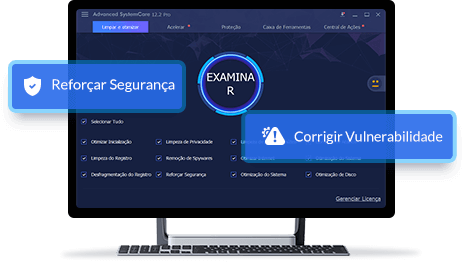 Advanced SystemCare 12.2 Pro
Limpar e otimizar
Acelerar
Proteção
Caixa de Ferramentas
Central de Ações
Reforçar Segurança
EXAMINA
R
Corrigir Vulnerabilidade
Selecionar Tudo
Otimizar Inicialização
Limpeza de Privacidade
Limpeza do Registro
Remoção de Spywares
Desfragmentação do Registro
Reforçar Segurança
Otimização do Sistema
Otimização de Disco
Gerenciar Licença